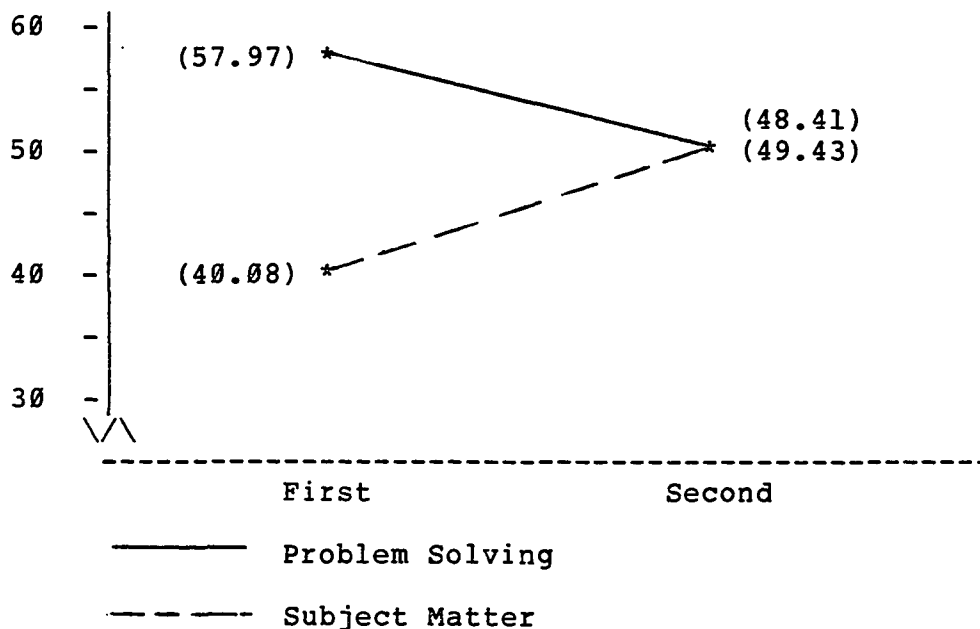 60 -
(57.97) *
-
(48.41)
50 - * (49.43)
-
40 - (40.08) *
-
30 -
First Second
Problem Solving
Subject Matter